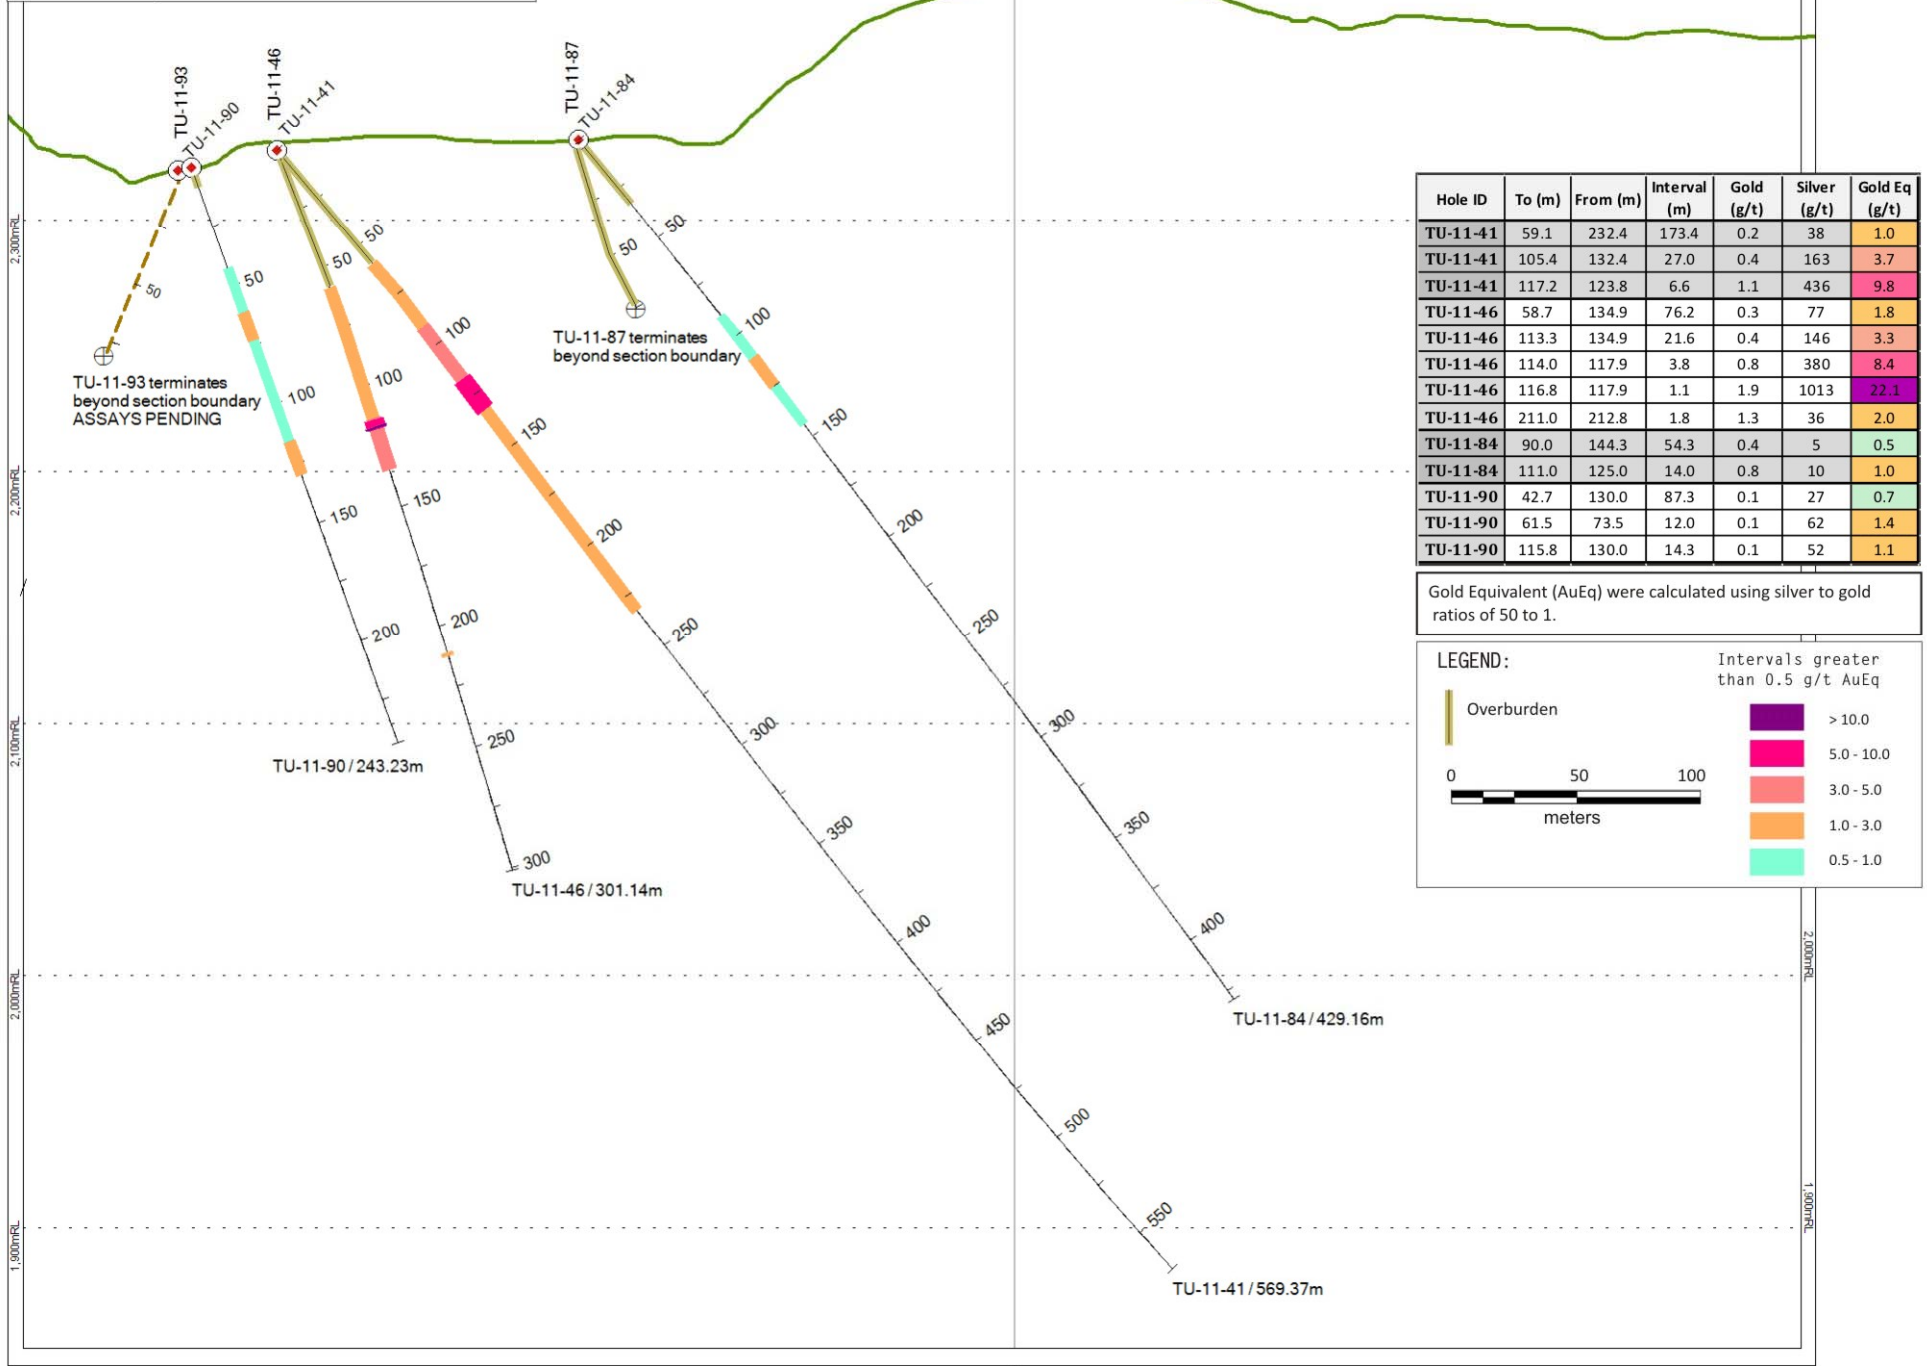 TU-11-93
TU-11-90
TU-11-46
TU-11-41
TU-11-87
TU-11-84
2,300mRL
2,200mRL
2,100mRL
2,000mRL
1,900mRL
2,000mRL
1,900mRL
50
TU-11-93 terminates
beyond section boundary
ASSAYS PENDING
50
100
150
200
TU-11-90 / 243.23m
50
100
150
200
250
300
TU-11-46 / 301.14m
50
100
150
200
250
300
350
400
450
500
550
TU-11-41 / 569.37m
50
TU-11-87 terminates
beyond section boundary
50
100
150
200
250
300
350
400
TU-11-84 / 429.16m
Hole ID To (m) From (m) Interval (m) Gold (g/t) Silver (g/t) Gold Eq (g/t)
TU-11-41 59.1 232.4 173.4 0.2 38 1.0
TU-11-41 105.4 132.4 27.0 0.4 163 3.7
TU-11-41 117.2 123.8 6.6 1.1 436 9.8
TU-11-46 58.7 134.9 76.2 0.3 77 1.8
TU-11-46 113.3 134.9 21.6 0.4 146 3.3
TU-11-46 114.0 117.9 3.8 0.8 380 8.4
TU-11-46 116.8 117.9 1.1 1.9 1013 22.1
TU-11-46 211.0 212.8 1.8 1.3 36 2.0
TU-11-84 90.0 144.3 54.3 0.4 5 0.5
TU-11-84 111.0 125.0 14.0 0.8 10 1.0
TU-11-90 42.7 130.0 87.3 0.1 27 0.7
TU-11-90 61.5 73.5 12.0 0.1 62 1.4
TU-11-90 115.8 130.0 14.3 0.1 52 1.1
Gold Equivalent (AuEq) were calculated using silver to gold
ratios of 50 to 1.
LEGEND:
Overburden
0 50 100
meters
Intervals greater
than 0.5 g/t AuEq
> 10.0
5.0 - 10.0
3.0 - 5.0
1.0 - 3.0
0.5 - 1.0